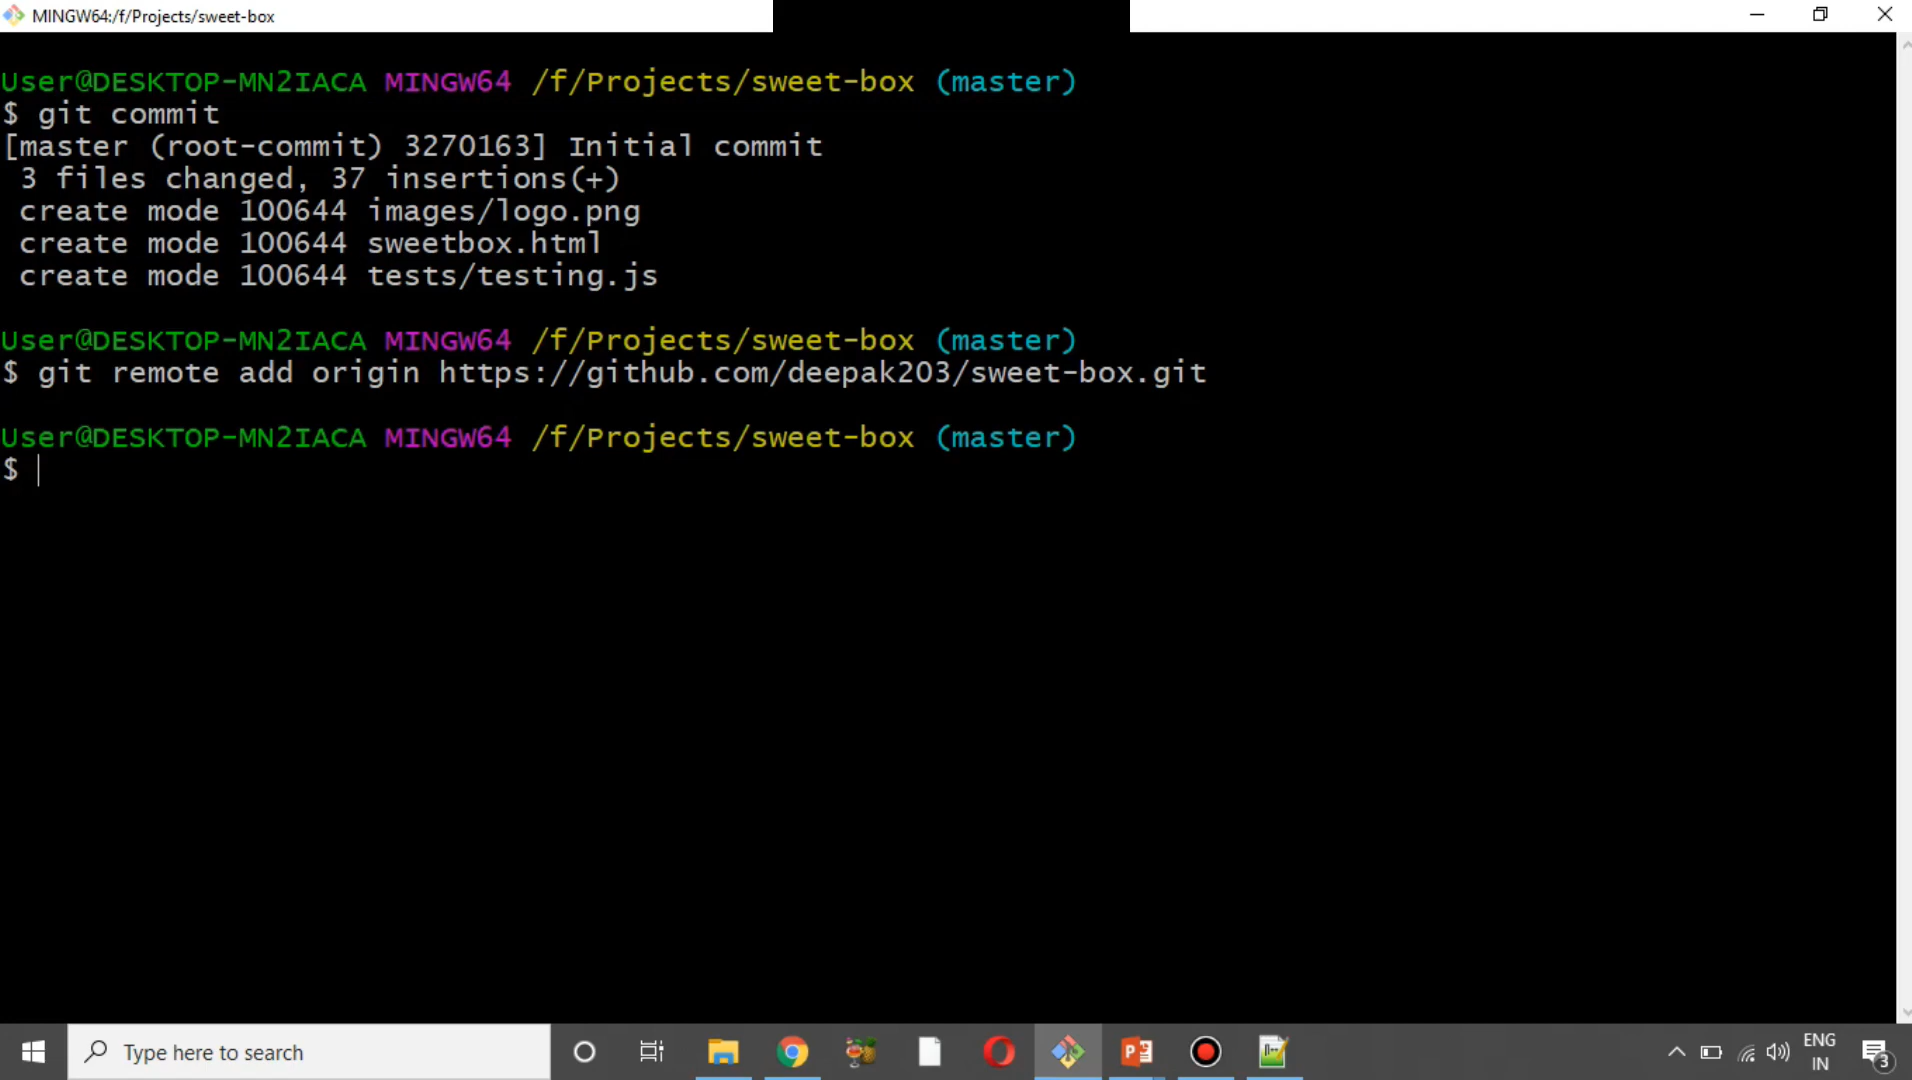 MINGW64:/f/Projects/sweet-box
User@DESKTOP-MN2IACA MINGW64 /f/Projects/sweet-box (master)
$ git commit
[master (root-commit) 3270163] Initial commit
3 files changed, 37 insertions(+)
create mode 100644 images/logo.png
create mode 100644 sweetbox.html
create mode 100644 tests/testing.js
User@DESKTOP-MN2IACA MINGW64 /f/Projects/sweet-box (master)
$ git remote add origin https://github.com/deepak203/sweet-box.git
User@DESKTOP-MN2IACA MINGW64 /f/Projects/sweet-box (master)
$
Type here to search
ENG
IN
3